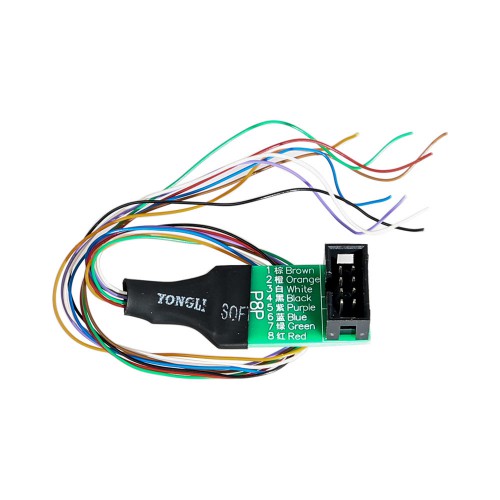 YONGLI SOF
P8P
1 棕 Brown
2 橙 Orange
3 白 White
4 黑 Black
5 紫 Purple
6 蓝 Blue
7 绿 Green
8 红 Red